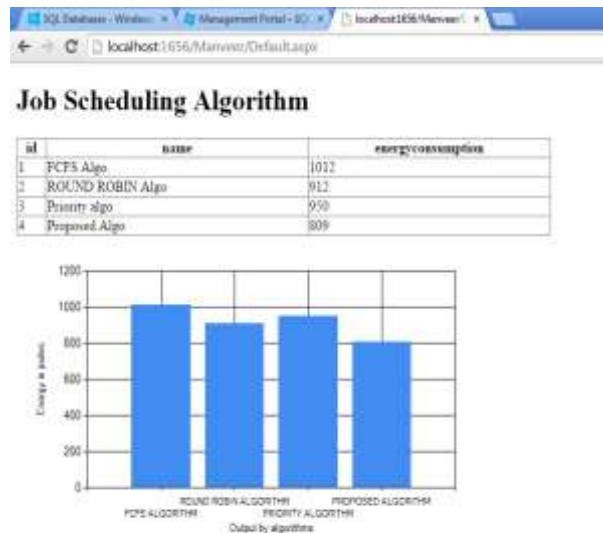 SQL Database - Window
Management Portal -
localhost:1656/Manveer/
localhost:1656/Manveer/Default.aspx
Job Scheduling Algorithm
id name energyconsumption
1 FCFS Algo 1012
2 ROUND ROBIN Algo 912
3 Priority algo 950
4 Proposed Algo 809
1200
1000
800
600
400
200
0
Energy in joules
ROUND ROBIN ALGORITHM PROPOSED ALGORITHM
FCFS ALGORITHM PRIORITY ALGORITHM
Output by algorithms